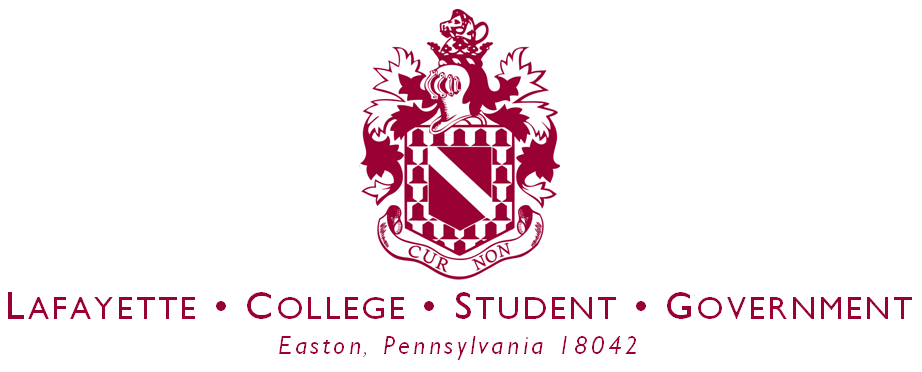 CUR NON
LAFAYETTE • COLLEGE • STUDENT • GOVERNMENT
Easton, Pennsylvania 18042